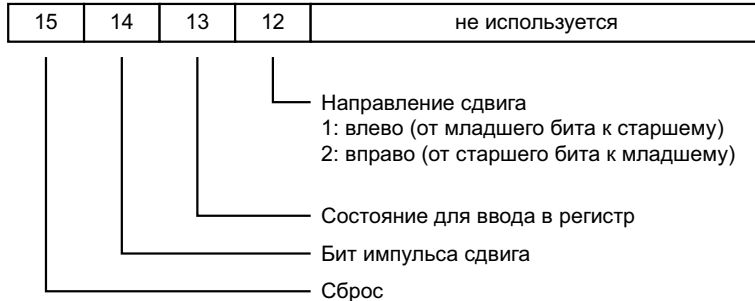 15 14 13 12 не используется
Направление сдвига
1: влево (от младшего бита к старшему)
2: вправо (от старшего бита к младшему)
Состояние для ввода в регистр
Бит импульса сдвига
Сброс